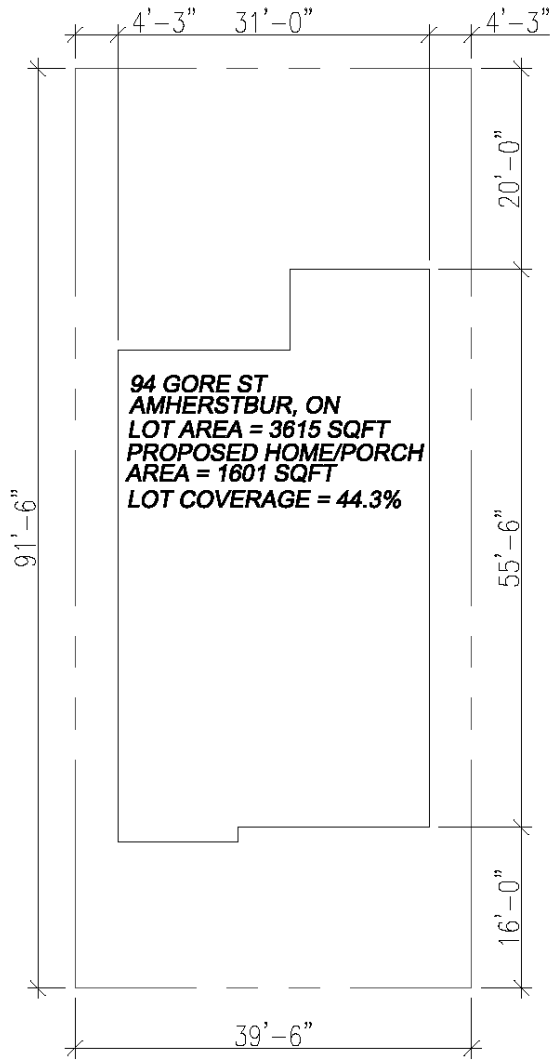 4'-3" 31'-0" 4'-3"
20'-0"
94 GORE ST
AMHERSTBUR, ON
LOT AREA = 3615 SQFT
PROPOSED HOME/PORCH
AREA = 1601 SQFT
LOT COVERAGE = 44.3%
91'-6"
55'-6"
16'-0"
39'-6"